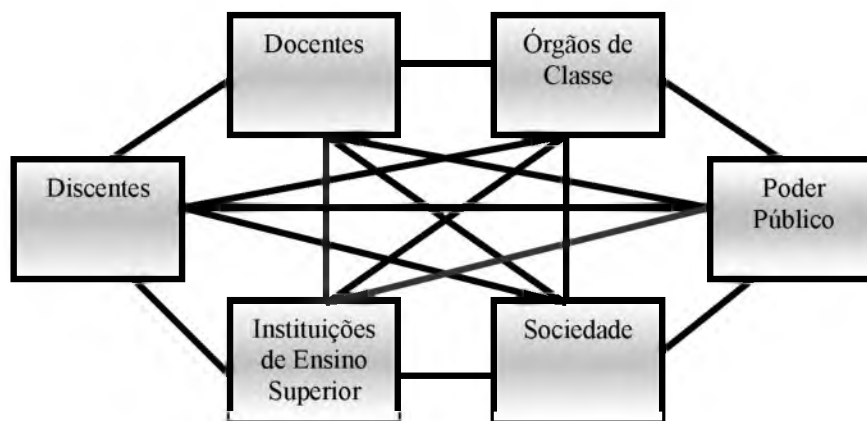 Docentes
Órgãos de
Classe
Discentes
Poder
Público
Instituições
de Ensino
Superior
Sociedade